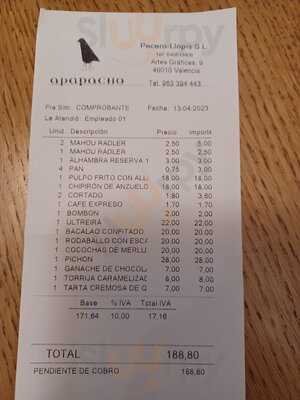 Pecere-Llopis S.L.
Artes Gráficas, 9
46010 Valencia
Tel. 963 394 443
apapacho
Fra Sim: COMPROBANTE Fecha: 13-04-2023
Le Atendió: Empleado 01
Unid. Descripción Precio Importe
2 MAHOU RADLER 2,50 5,00
1 MAHOU RADLER 2,50 2,50
1 ALHAMBRA RESERVA 1 3,00 3,00
4 PAN 0,75 3,00
1 PULPO FRITO CON ALLI 18,00 18,00
1 CHIPIRON DE ANZUELO 18,00 18,00
2 CORTADO 1,80 3,60
1 CAFE EXPRESO 1,70 1,70
1 BOMBON 2,00 2,00
1 ULTREIRA 22,00 22,00
1 BACALAO CONFITADO 20,00 20,00
1 RODABALLO CON ESCA 20,00 20,00
1 COCOCHAS DE MERLU 20,00 20,00
1 PICHON 28,00 28,00
1 GANACHE DE CHOCOL 7,00 7,00
1 TORRIJA CARAMELIZAD 8,00 8,00
1 TARTA CREMOSA DE Q 7,00 7,00
Base % IVA Total IVA
171,64 10,00 17,16
TOTAL 188,80
PENDIENTE DE COBRO 188,80